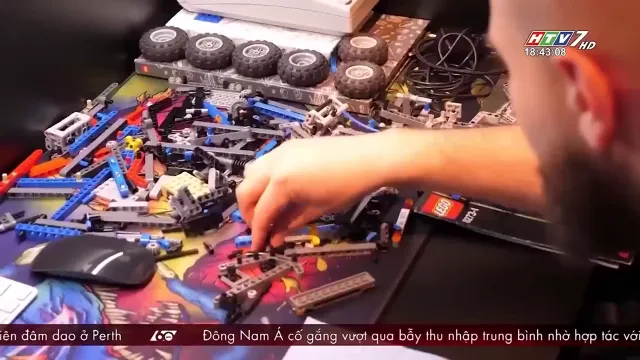 HTV7 HD
18:43:08
LEGO
iên đâm dao ở Perth 60 Đông Nam Á cố gắng vượt qua bẫy thu nhập trung bình nhờ hợp tác với